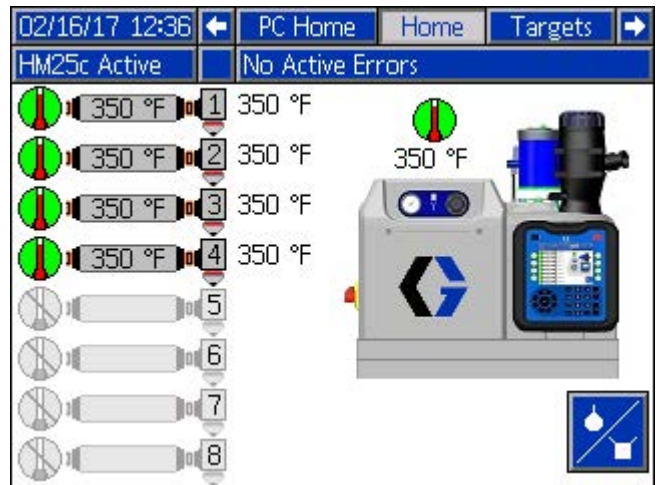 02/16/17 12:36 PC Home Home Targets
HM25c Active No Active Errors
350 °F 1 350 °F
350 °F
350 °F 2 350 °F
350 °F 3 350 °F
350 °F 4 350 °F
5
6
7
8